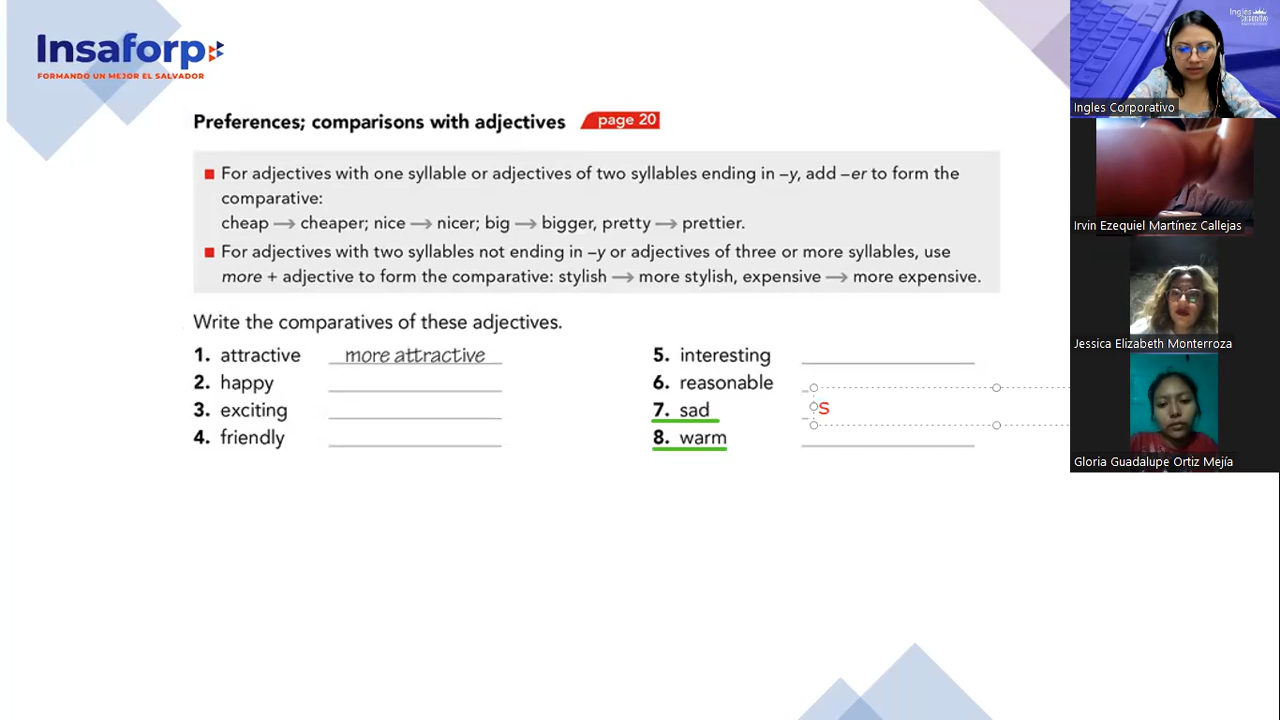 Insaforp
FORMANDO UN MEJOR EL SALVADOR
Preferences; comparisons with adjectives page 20
For adjectives with one syllable or adjectives of two syllables ending in –y, add –er to form the
comparative:
cheap → cheaper; nice → nicer; big → bigger, pretty → prettier.
For adjectives with two syllables not ending in –y or adjectives of three or more syllables, use
more + adjective to form the comparative: stylish → more stylish, expensive → more expensive.
Write the comparatives of these adjectives.
1. attractive more attractive
2. happy
3. exciting
4. friendly
5. interesting
6. reasonable
7. sad s
8. warm
Ingles Corporativo
Irvin Ezequiel Martínez Callejas
Jessica Elizabeth Monterroza
Gloria Guadalupe Ortiz Mejía